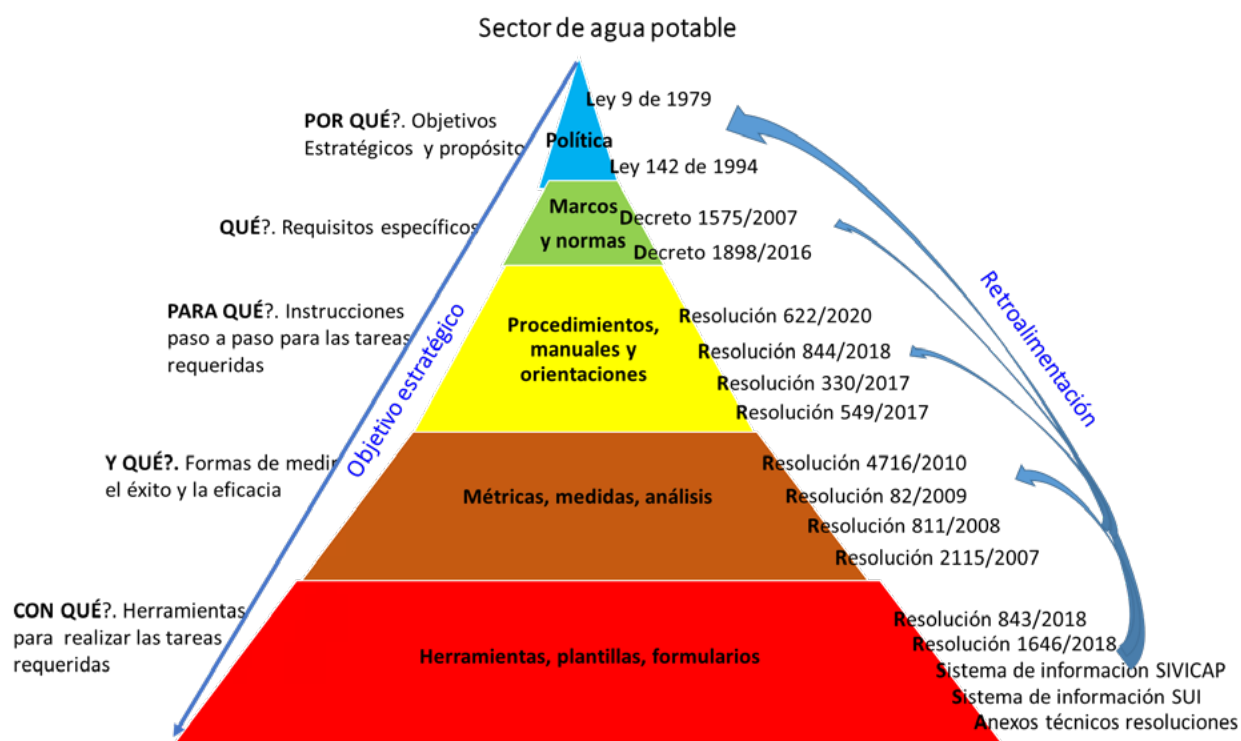 Sector de agua potable
POR QUÉ?. Objetivos
Estratégicos y propósito
Política
Ley 9 de 1979
Ley 142 de 1994
QUÉ?. Requisitos específicos
Marcos
y normas
Decreto 1575/2007
Decreto 1898/2016
PARA QUÉ?. Instrucciones
paso a paso para las tareas
requeridas
Procedimientos,
manuales y
orientaciones
Resolución 622/2020
Resolución 844/2018
Resolución 330/2017
Resolución 549/2017
Y QUÉ?. Formas de medir
el éxito y la eficacia
Métricas, medidas, análisis
Resolución 4716/2010
Resolución 82/2009
Resolución 811/2008
Resolución 2115/2007
CON QUÉ?. Herramientas
para realizar las tareas
requeridas
Herramientas, plantillas, formularios
Resolución 843/2018
Resolución 1646/2018
Sistema de información SIVICAP
Sistema de información SUI
Anexos técnicos resoluciones
Objetivo estratégico
Retroalimentación